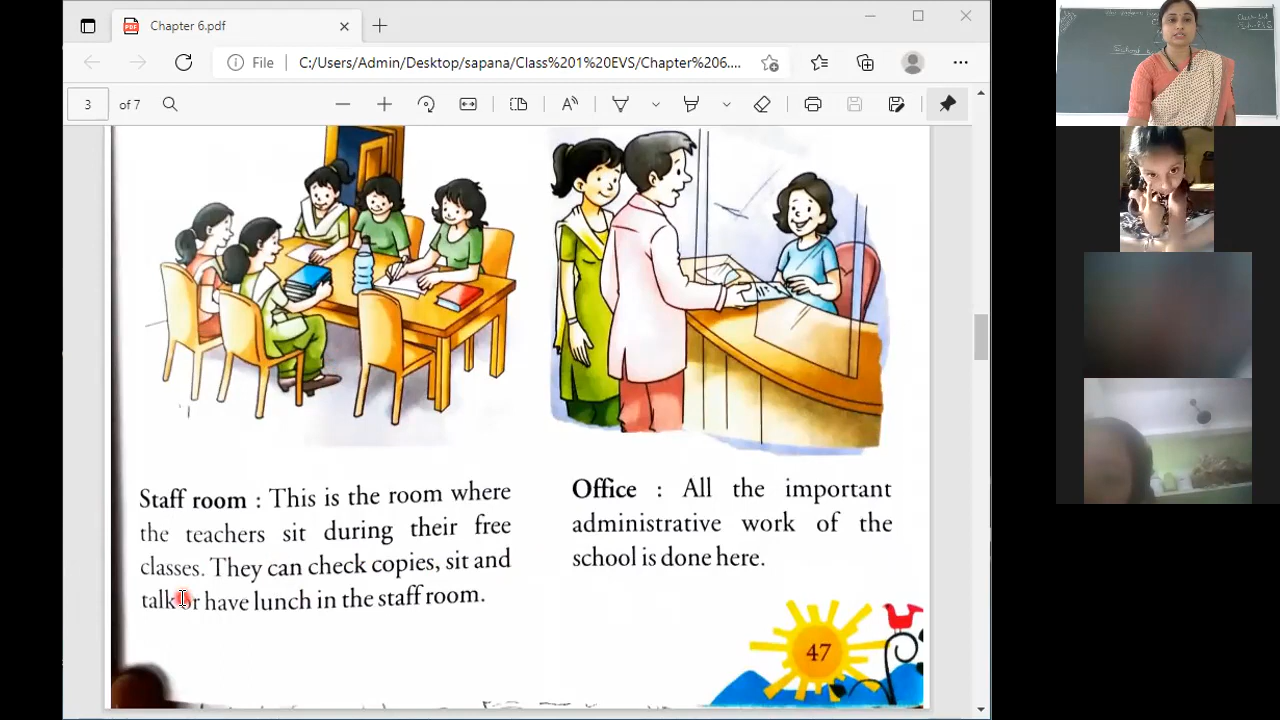 Chapter 6.pdf
File
C:/Users/Admin/Desktop/sapana/Class%201%20EVS/Chapter%206....
3 of 7
Staff room : This is the room where
the teachers sit during their free
classes. They can check copies, sit and
talk or have lunch in the staff room.
Office : All the important
administrative work of the
school is done here.
47